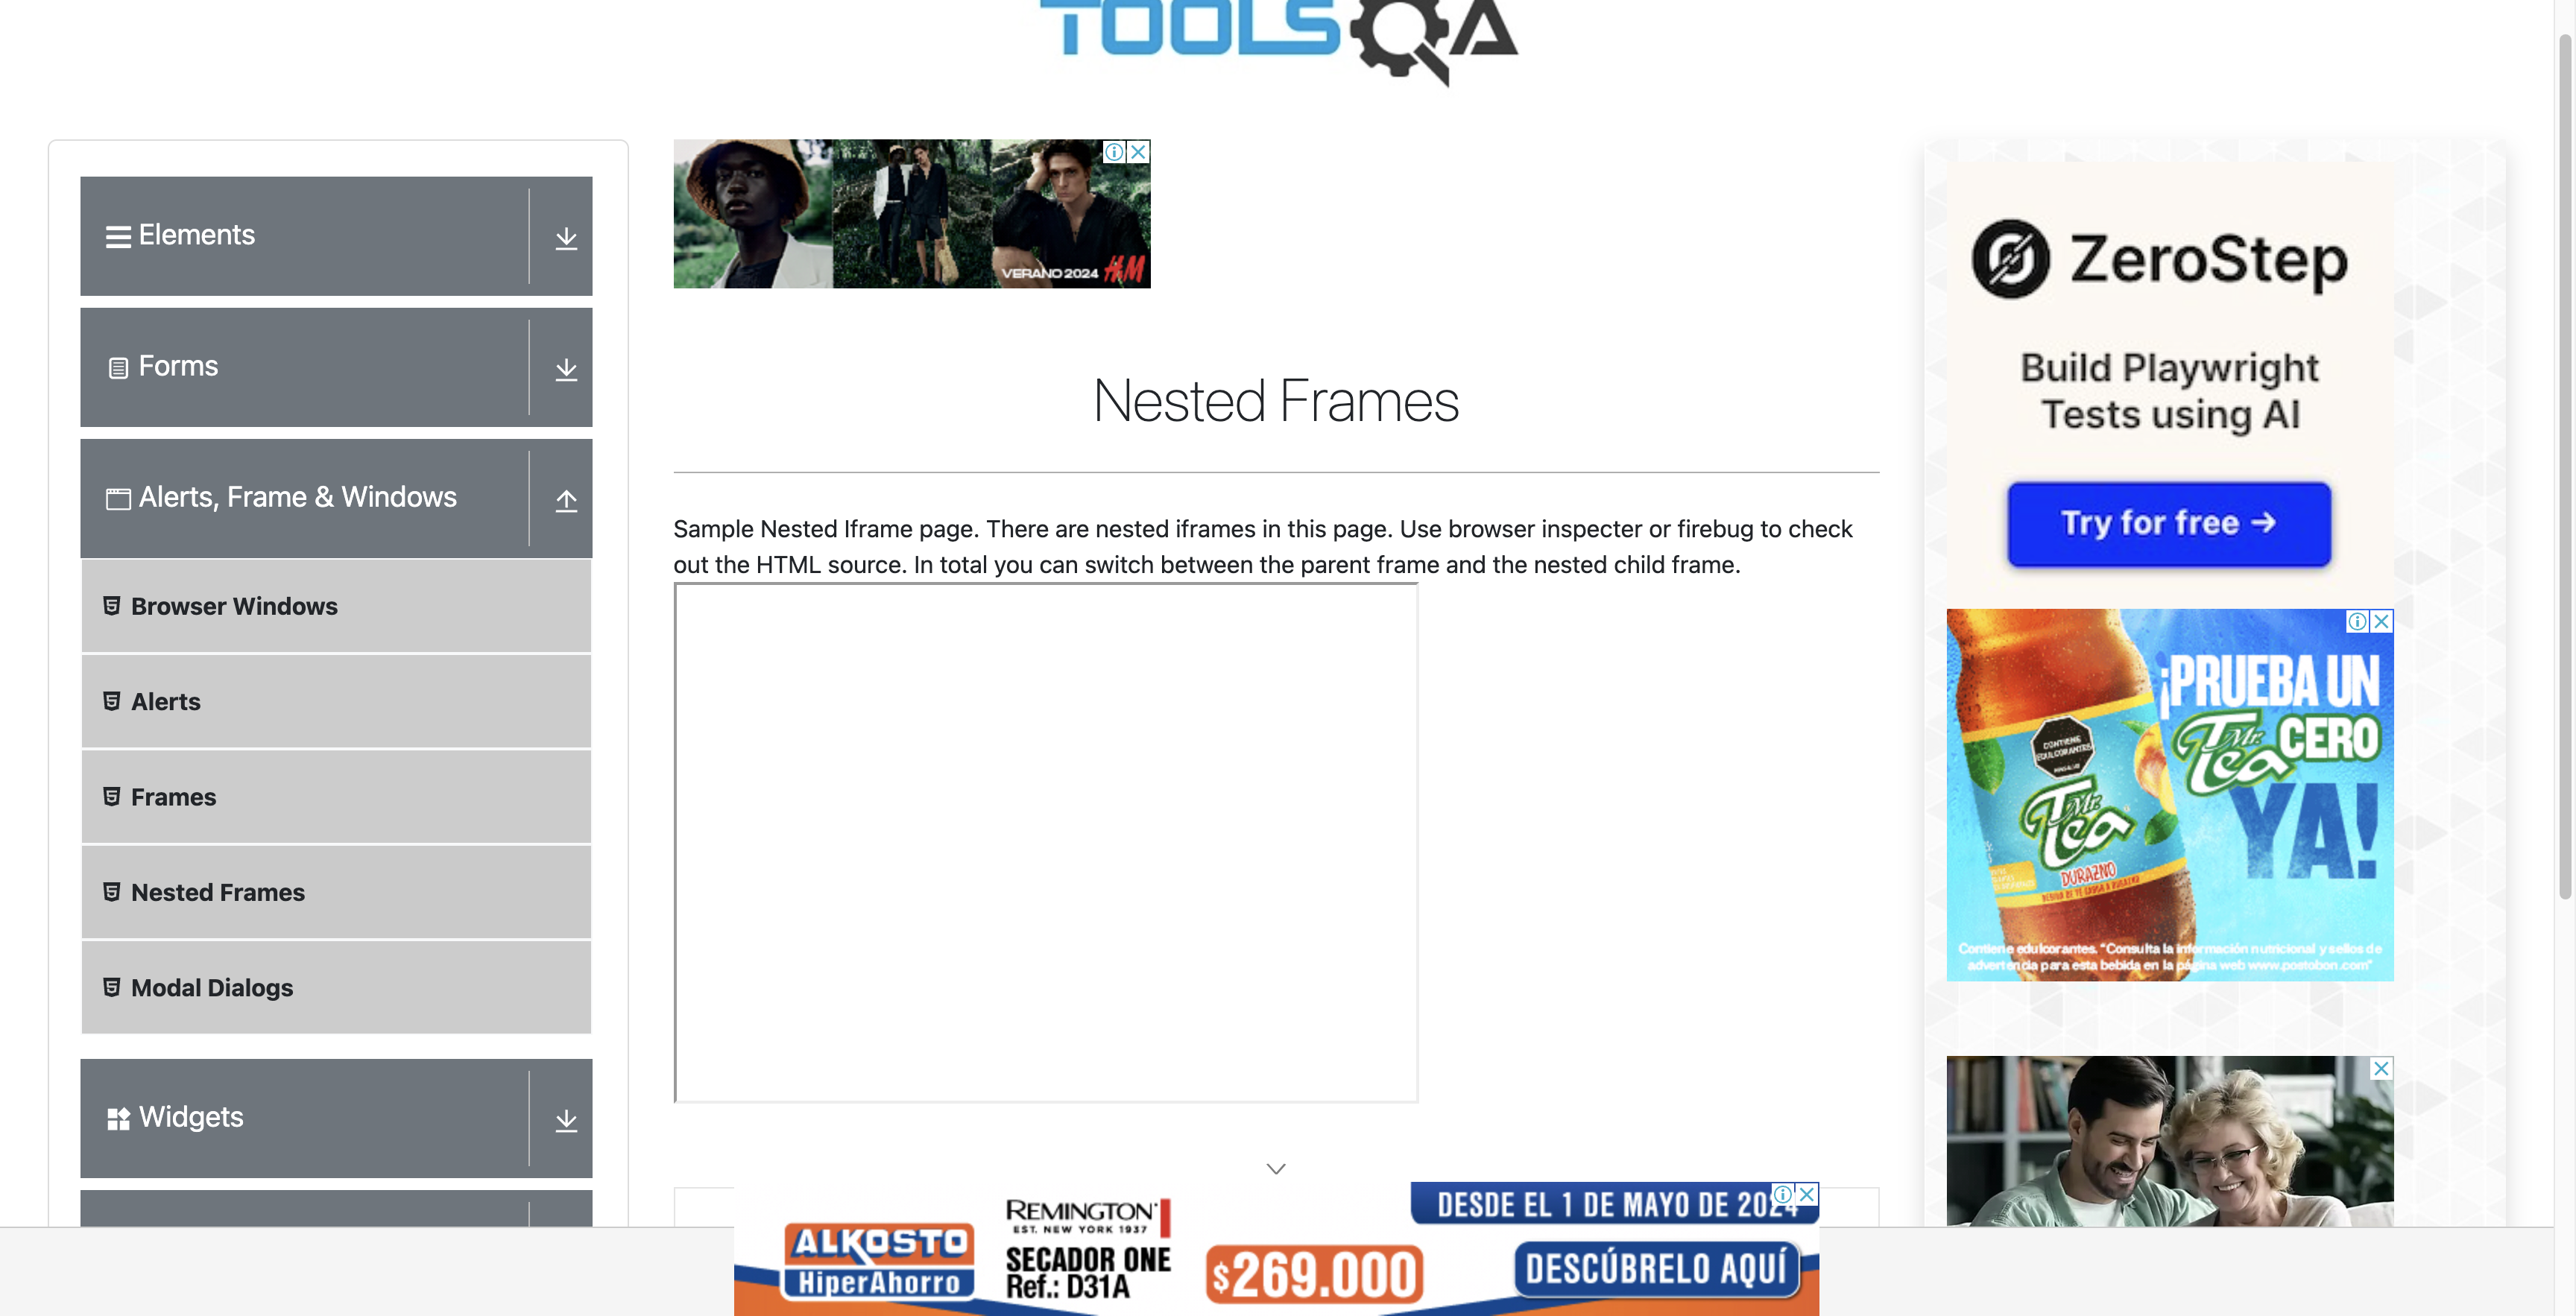 TOOLSQA
Elements
Forms
Alerts, Frame & Windows
Browser Windows
Alerts
Frames
Nested Frames
Modal Dialogs
Widgets
VERANO 2024 H&M
Nested Frames
Sample Nested Iframe page. There are nested iframes in this page. Use browser inspecter or firebug to check
out the HTML source. In total you can switch between the parent frame and the nested child frame.
ZeroStep
Build Playwright
Tests using AI
Try for free →
¡PRUEBA UN
Mr. Tea CERO
YA!
CONTIENE
EDULCORANTES
Mr.
Tea
DURAZNO
Contiene edulcorantes. "Consulta la información nutricional y sellos de
advertencia para esta bebida en la página web www.postobon.com"
ALKOSTO
HiperAhorro
REMINGTON
EST. NEW YORK 1937
SECADOR ONE
Ref.: D31A
$269.000
DESDE EL 1 DE MAYO DE 2024
DESCÚBRELO AQUÍ